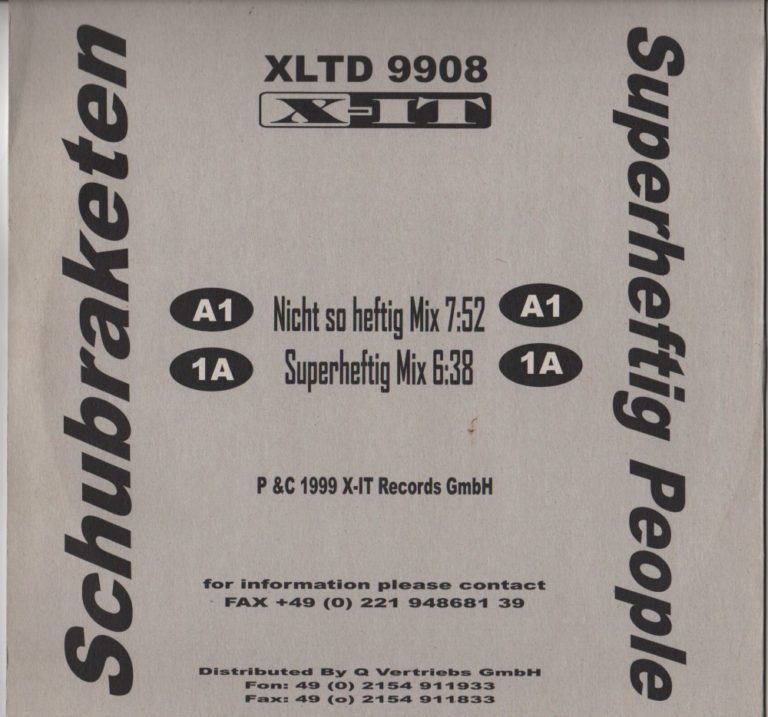 Schubraketen
XLTD 9908
X-IT
A1 Nicht so heftig Mix 7:52 A1
1A Superheftig Mix 6:38 1A
P &C 1999 X-IT Records GmbH
for information please contact
FAX +49 (0) 221 948681 39
Distributed By Q Vertriebs GmbH
Fon: 49 (0) 2154 911933
Fax: 49 (o) 2154 911833
Superheftig People